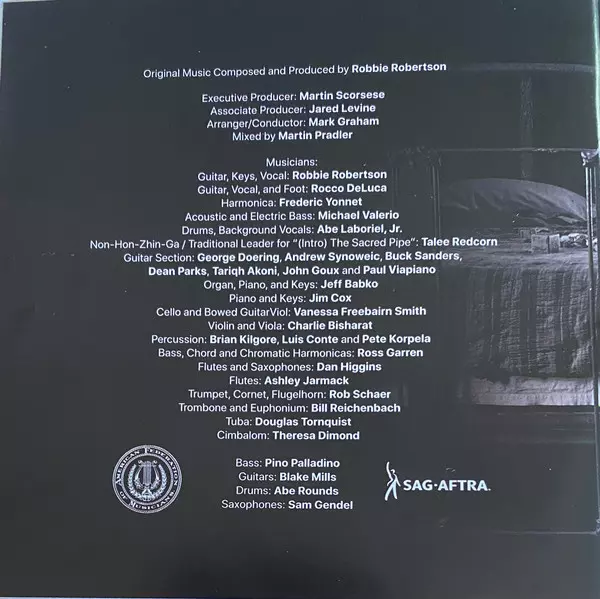 Original Music Composed and Produced by Robbie Robertson
Executive Producer: Martin Scorsese
Associate Producer: Jared Levine
Arranger/Conductor: Mark Graham
Mixed by Martin Pradler
Musicians:
Guitar, Keys, Vocal: Robbie Robertson
Guitar, Vocal, and Foot: Rocco DeLuca
Harmonica: Frederic Yonnet
Acoustic and Electric Bass: Michael Valerio
Drums, Background Vocals: Abe Laboriel, Jr.
Non-Hon-Zhin-Ga / Traditional Leader for "(Intro) The Sacred Pipe": Talee Redcorn
Guitar Section: George Doering, Andrew Synoweic, Buck Sanders,
Dean Parks, Tariqh Akoni, John Goux and Paul Viapiano
Organ, Piano, and Keys: Jeff Babko
Piano and Keys: Jim Cox
Cello and Bowed GuitarViol: Vanessa Freebairn Smith
Violin and Viola: Charlie Bisharat
Percussion: Brian Kilgore, Luis Conte and Pete Korpela
Bass, Chord and Chromatic Harmonicas: Ross Garren
Flutes and Saxophones: Dan Higgins
Flutes: Ashley Jarmack
Trumpet, Cornet, Flugelhorn: Rob Schaer
Trombone and Euphonium: Bill Reichenbach
Tuba: Douglas Tornquist
Cimbalom: Theresa Dimond
Bass: Pino Palladino
Guitars: Blake Mills
Drums: Abe Rounds
Saxophones: Sam Gendel
AMERICAN FEDERATION
OF MUSICIANS
SAG·AFTRA.